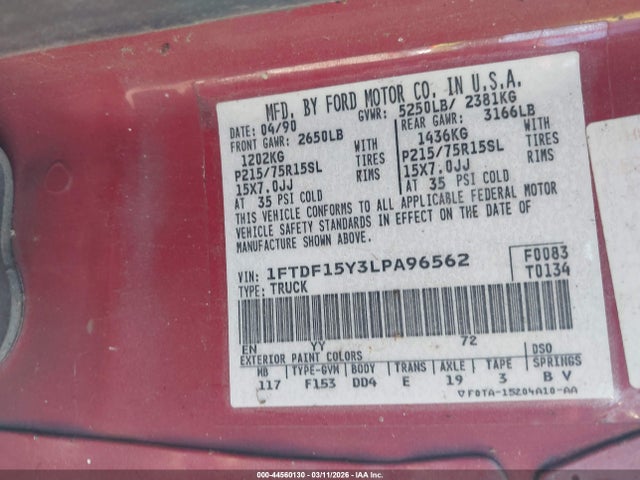 MFD. BY FORD MOTOR CO. IN U.S.A.
DATE: 04/90 GVWR: 5250LB/ 2381KG
FRONT GAWR: 2650LB REAR GAWR: 3166LB
1202KG WITH 1436KG WITH
P215/75R15SL TIRES P215/75R15SL TIRES
15X7.0JJ RIMS 15X7.0JJ RIMS
AT 35 PSI COLD AT 35 PSI COLD
THIS VEHICLE CONFORMS TO ALL APPLICABLE FEDERAL MOTOR
VEHICLE SAFETY STANDARDS IN EFFECT ON THE DATE OF
MANUFACTURE SHOWN ABOVE.
VIN: 1FTDF15Y3LPA96562 F0083
TYPE: TRUCK T0134
EN YY 72
EXTERIOR PAINT COLORS DSO
WB TYPE-GVW BODY TRANS AXLE TAPE SPRINGS
117 F153 DD4 E 19 3 B V
▽F0TA-15204A10-AA
000-44560130 - 03/11/2026 - IAAI.com